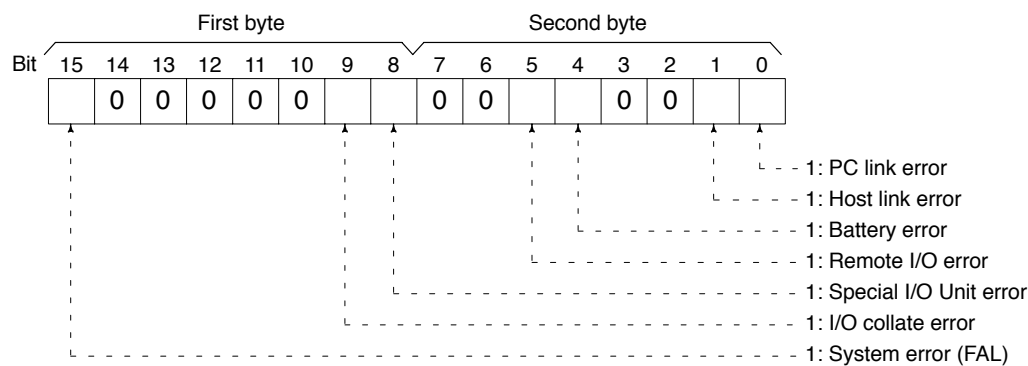 First byte Second byte
Bit 15 14 13 12 11 10 9 8 7 6 5 4 3 2 1 0
0 0 0 0 0 0 0 0 0
1: PC link error
1: Host link error
1: Battery error
1: Remote I/O error
1: Special I/O Unit error
1: I/O collate error
1: System error (FAL)